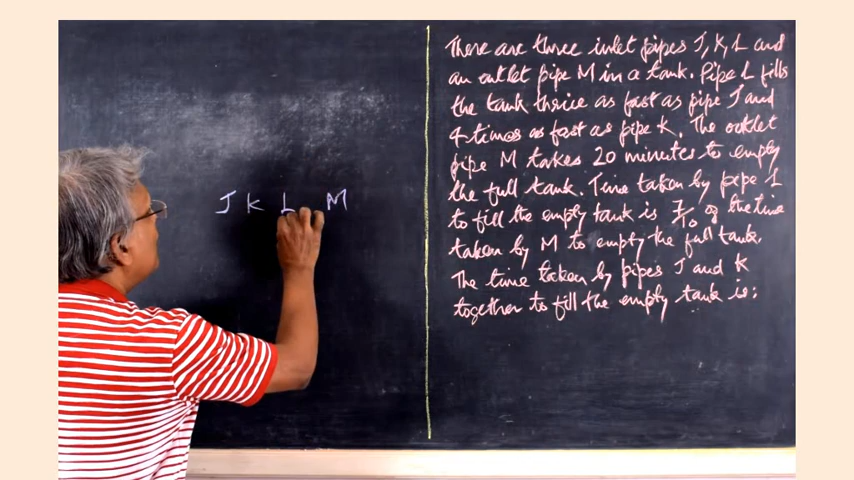 J K L M
There are three inlet pipes J, K, L and
an outlet pipe M in a tank. Pipe L fills
the tank thrice as fast as pipe J and
4 times as fast as pipe K. The outlet
pipe M takes 20 minutes to empty
the full tank. Time taken by pipe L
to fill the empty tank is 7/10 of the time
taken by M to empty the full tank.
The time taken by pipes J and K
together to fill the empty tank is: